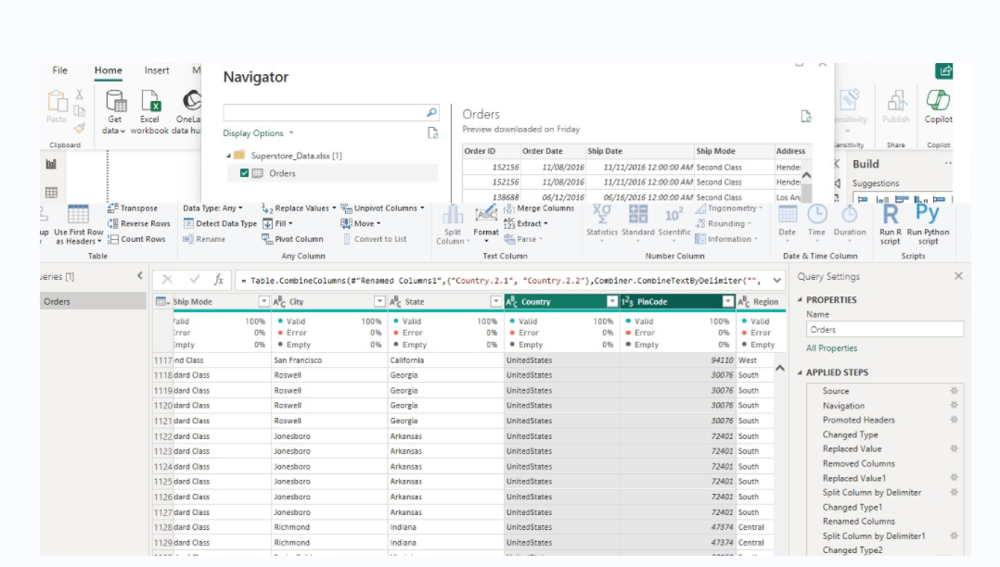 File Home Insert M
Navigator
Paste
Get data
Excel workbook
OneLa data hu
Clipboard
Display Options
Superstore_Data.xlsx [1]
Orders
Orders
Preview downloaded on Friday
Order ID Order Date Ship Date Ship Mode Address
152156 11/08/2016 11/11/2016 12:00:00 AM Second Class Hender
152156 11/08/2016 11/11/2016 12:00:00 AM Second Class Hender
138688 06/12/2016 06/16/2016 12:00:00 AM Second Class Los Ang
ensitivity Publish Copilot
Sensitivity Share Copilot
Build
Suggestions
Transpose Data Type: Any Replace Values Unpivot Columns Merge Columns Trigonometry
up Use First Row as Headers Reverse Rows Detect Data Type Fill Move Split Column Format Extract Statistics Standard Scientific Rounding Date Time Duration Run R script Run Python script
Count Rows Rename Pivot Column Convert to List Parse Information
Table Any Column Text Column Number Column Date & Time Column Scripts
ueries [1]
Orders
= Table.CombineColumns(#"Renamed Columns1",{"Country.2.1", "Country.2.2"},Combiner.CombineTextByDelimiter("",
Ship Mode City State Country PinCode Region
Valid 100% Valid 100% Valid 100% Valid 100% Valid 100% Valid
Error 0% Error 0% Error 0% Error 0% Error 0% Error
Empty 0% Empty 0% Empty 0% Empty 0% Empty 0% Empty
1117 nd Class San Francisco California UnitedStates 94110 West
1118 dard Class Roswell Georgia UnitedStates 30076 South
1119 dard Class Roswell Georgia UnitedStates 30076 South
1120 dard Class Roswell Georgia UnitedStates 30076 South
1121 dard Class Roswell Georgia UnitedStates 30076 South
1122 dard Class Jonesboro Arkansas UnitedStates 72401 South
1123 dard Class Jonesboro Arkansas UnitedStates 72401 South
1124 dard Class Jonesboro Arkansas UnitedStates 72401 South
1125 dard Class Jonesboro Arkansas UnitedStates 72401 South
1126 dard Class Jonesboro Arkansas UnitedStates 72401 South
1127 dard Class Jonesboro Arkansas UnitedStates 72401 South
1128 dard Class Richmond Indiana UnitedStates 47374 Central
1129 dard Class Richmond Indiana UnitedStates 47374 Central
Query Settings
PROPERTIES
Name
Orders
All Properties
APPLIED STEPS
Source
Navigation
Promoted Headers
Changed Type
Replaced Value
Removed Columns
Replaced Value1
Split Column by Delimiter
Changed Type1
Renamed Columns
Split Column by Delimiter1
Changed Type2